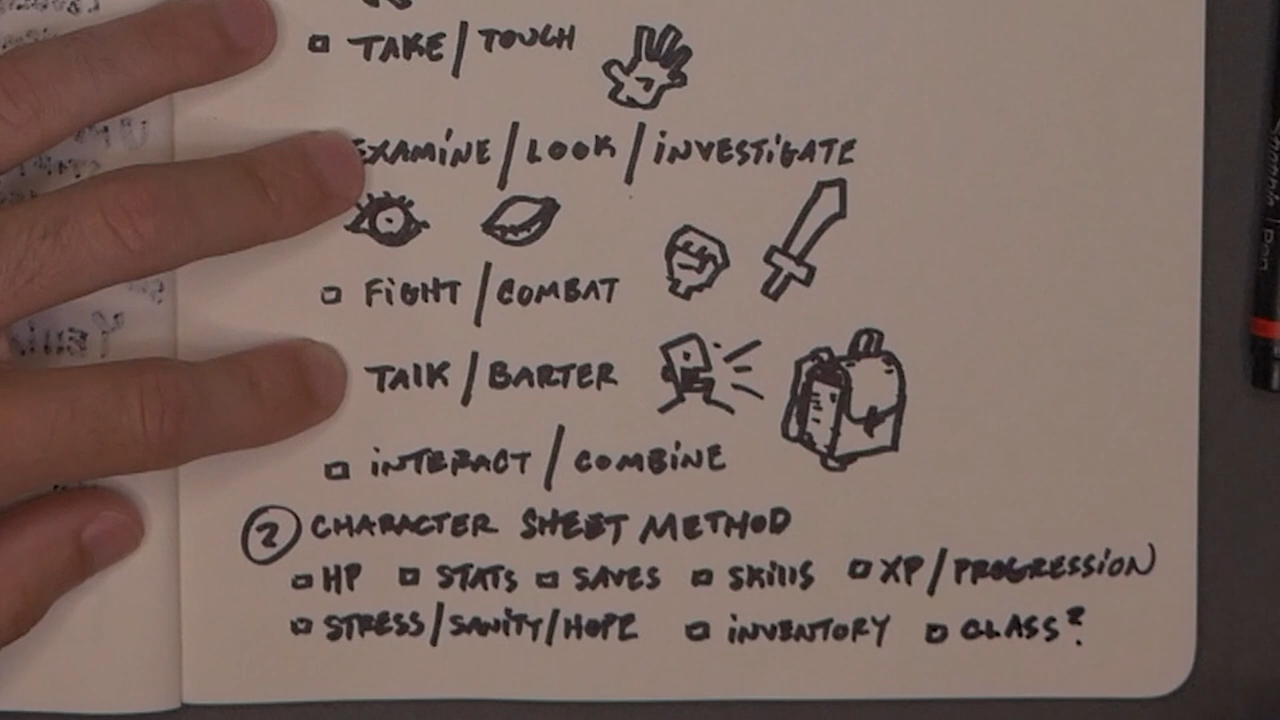 TAKE/TOUCH
EXAMINE/LOOK/INVESTIGATE
FIGHT/COMBAT
TALK/BARTER
INTERACT/COMBINE
2 CHARACTER SHEET METHOD
HP STATS SAVES SKILLS XP/PROGRESSION
STRESS/SANITY/HOPE INVENTORY CLASS?